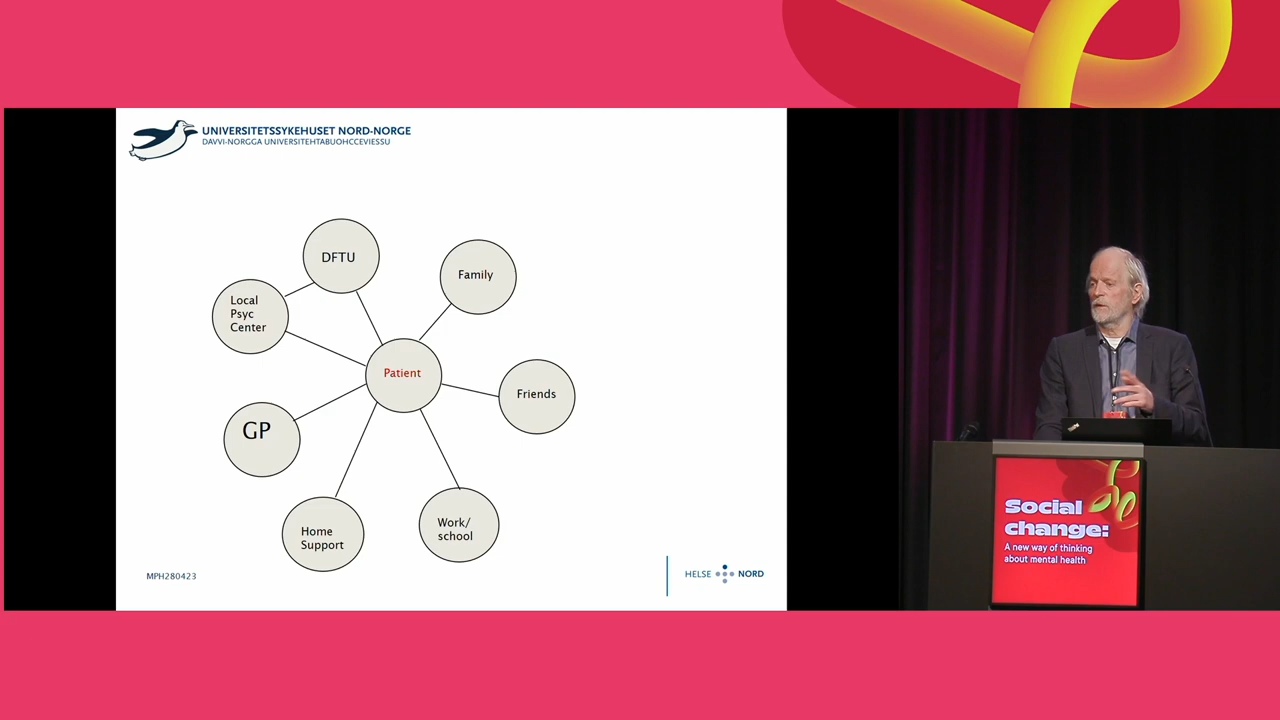 UNIVERSITETSSYKEHUSET NORD-NORGE
DAVVI-NORGGA UNIVERSITEHTABUOHCCEVIESSU
DFTU
Family
Local
Psyc
Center
Patient
Friends
GP
Home
Support
Work/
school
MPH280423
HELSE NORD
Social
change:
A new way of thinking
about mental health